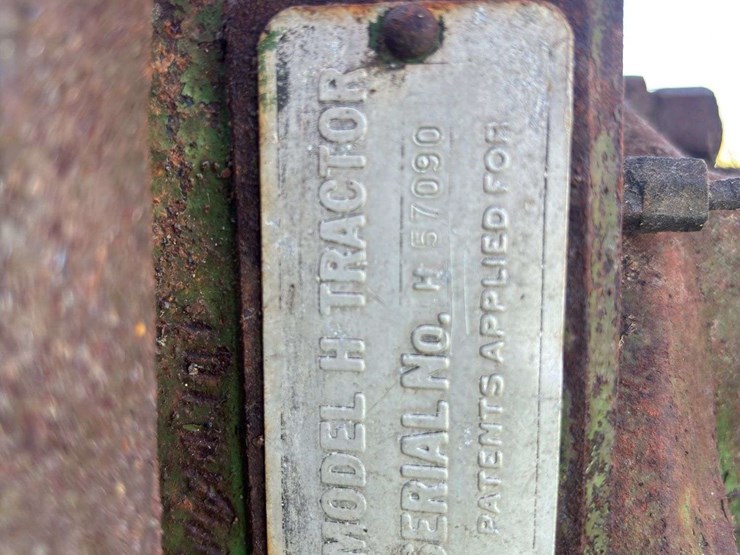 MODEL H TRACTOR
SERIAL No. H 57090
PATENTS APPLIED FOR